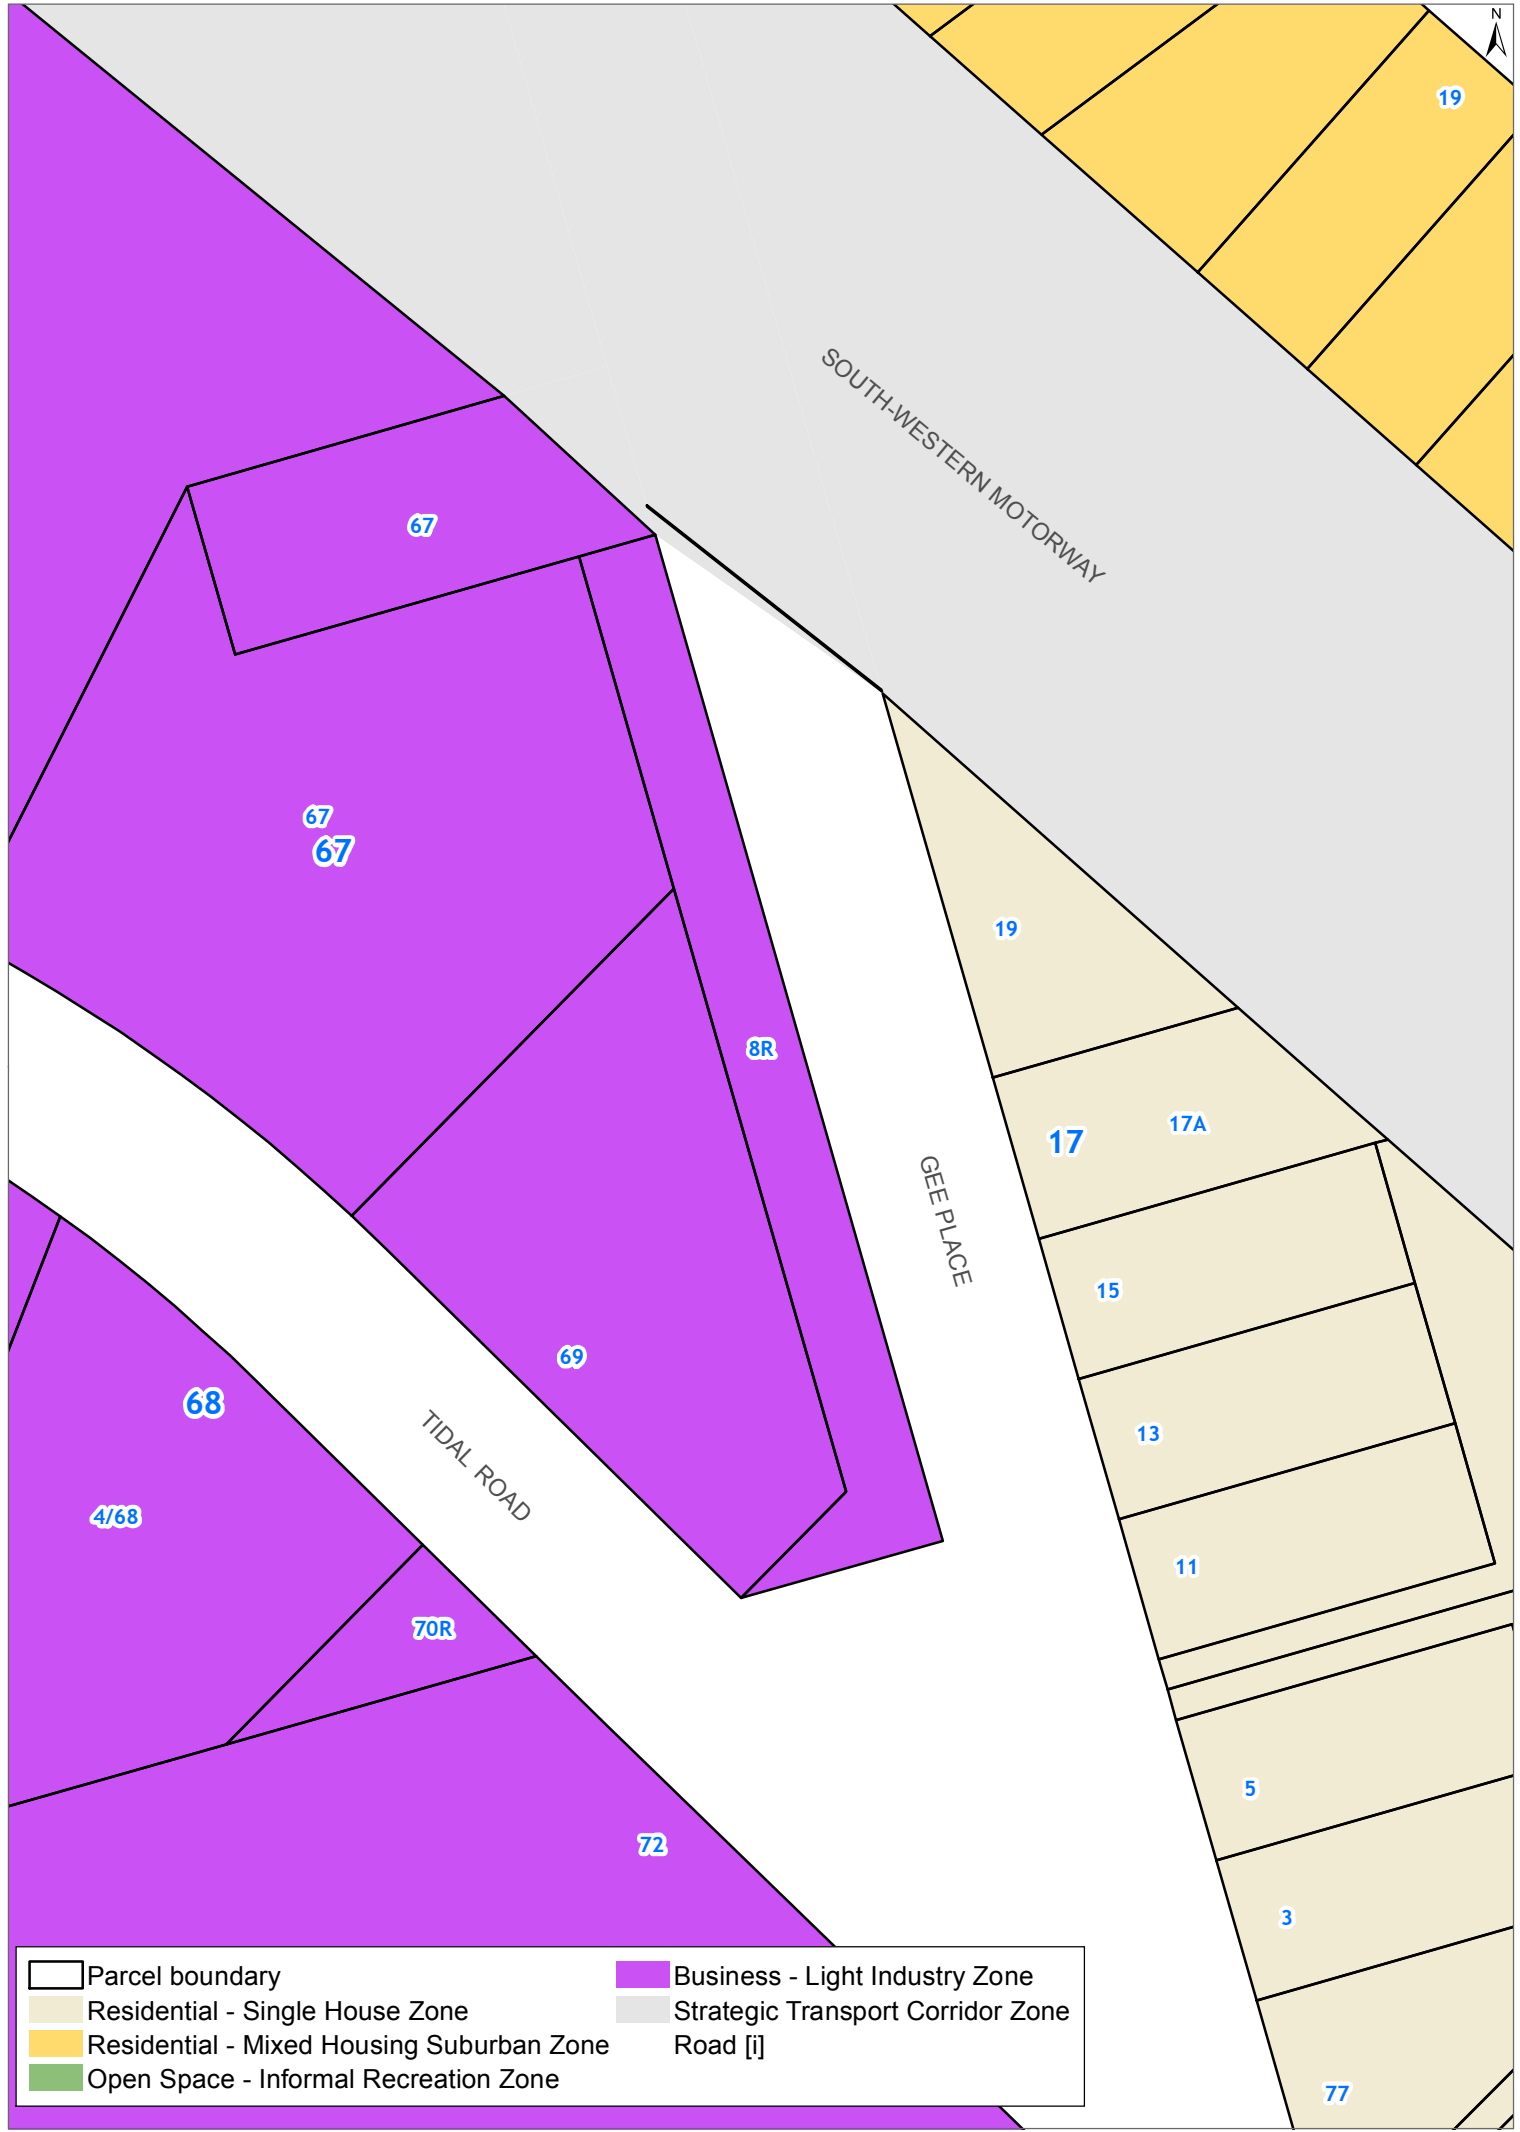 N
19
SOUTH-WESTERN MOTORWAY
67
67
67
19
8R
17A
17
GEE PLACE
15
69
68
TIDAL ROAD
13
4/68
11
70R
5
72
3
77
Parcel boundary
Residential - Single House Zone
Residential - Mixed Housing Suburban Zone
Open Space - Informal Recreation Zone
Business - Light Industry Zone
Strategic Transport Corridor Zone
Road [i]